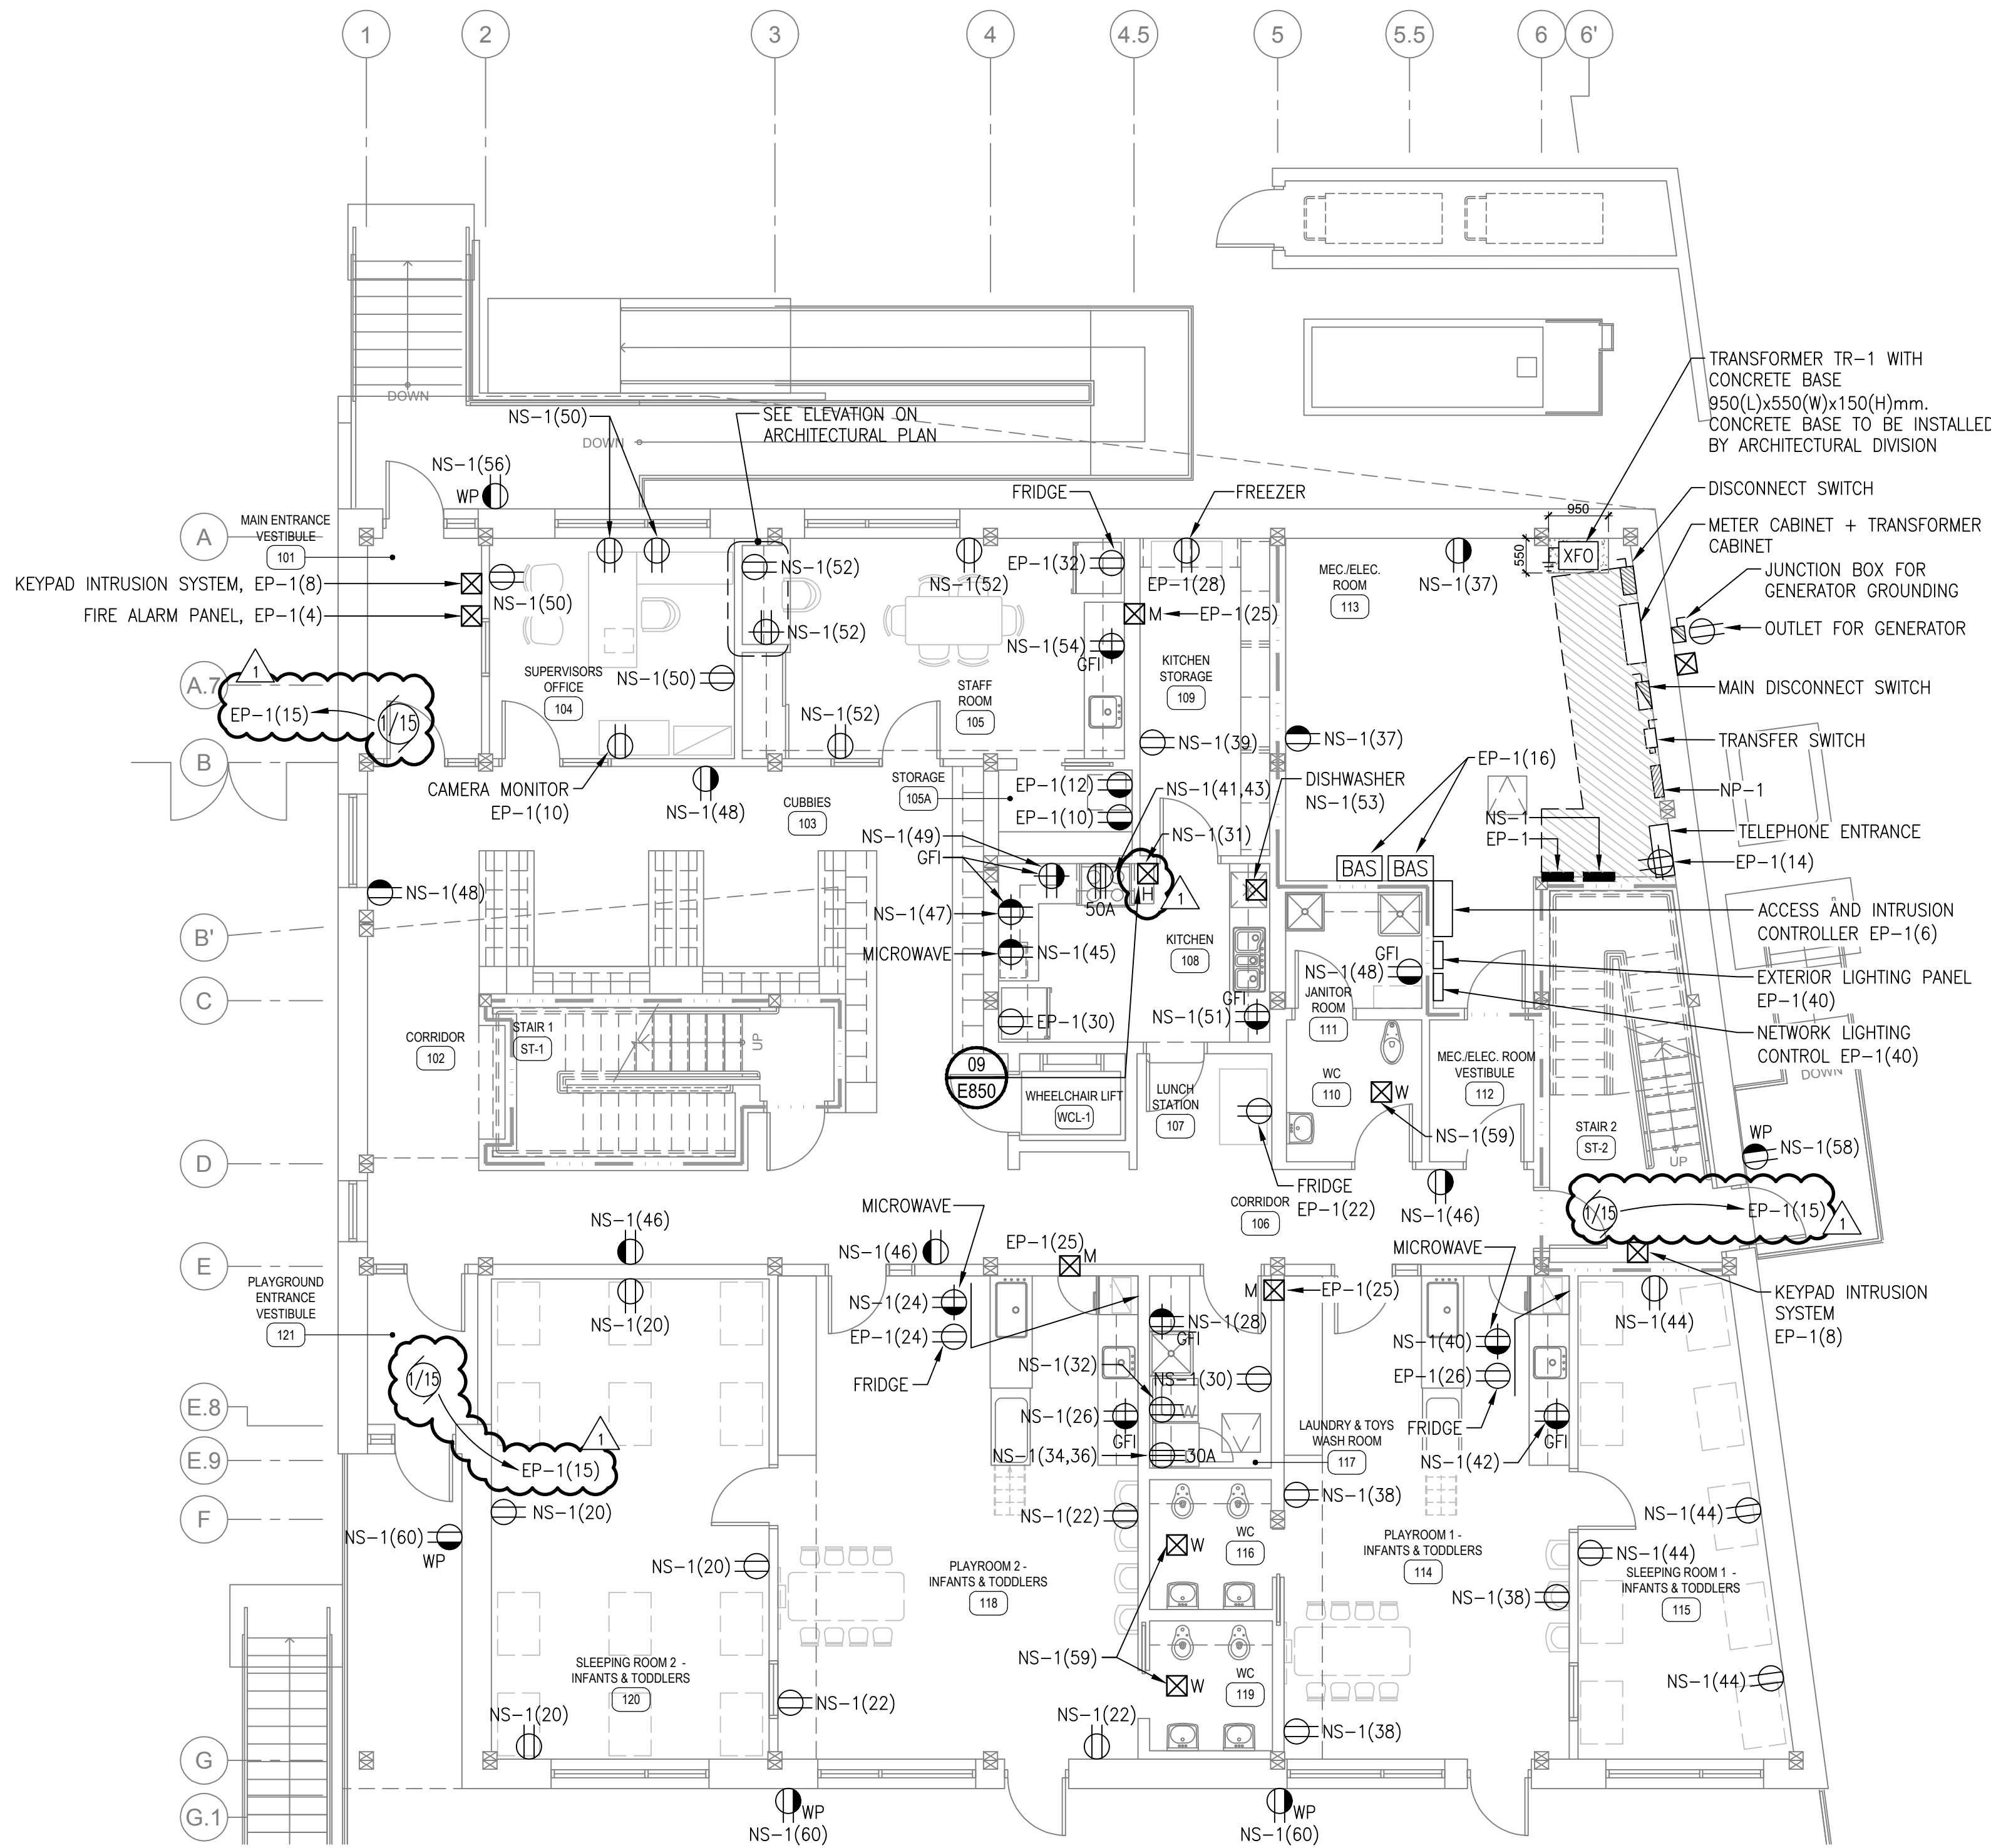 1
2
3
4
4.5
5
5.5
6
6'
DOWN
DOWN
TRANSFORMER TR-1 WITH
CONCRETE BASE
950(L)x550(W)x150(H)mm.
CONCRETE BASE TO BE INSTALLED
BY ARCHITECTURAL DIVISION
NS-1(50)
SEE ELEVATION ON
ARCHITECTURAL PLAN
NS-1(56)
WP
FRIDGE
FREEZER
DISCONNECT SWITCH
950
550
XFO
METER CABINET + TRANSFORMER
CABINET
A
MAIN ENTRANCE
VESTIBULE
101
KEYPAD INTRUSION SYSTEM, EP-1(8)
FIRE ALARM PANEL, EP-1(4)
NS-1(50)
NS-1(52)
NS-1(52)
NS-1(52)
EP-1(32)
EP-1(28)
M
EP-1(25)
MEC./ELEC.
ROOM
113
NS-1(37)
JUNCTION BOX FOR
GENERATOR GROUNDING
OUTLET FOR GENERATOR
NS-1(54)
GFI
SUPERVISORS
OFFICE
104
NS-1(50)
STAFF
ROOM
105
KITCHEN
STORAGE
109
MAIN DISCONNECT SWITCH
A.7
1
EP-1(15)
1/15
NS-1(52)
NS-1(39)
NS-1(37)
TRANSFER SWITCH
B
CAMERA MONITOR
EP-1(10)
NS-1(48)
CUBBIES
103
STORAGE
105A
EP-1(12)
EP-1(10)
NS-1(41,43)
DISHWASHER
NS-1(53)
EP-1(16)
NP-1
NS-1
EP-1
TELEPHONE ENTRANCE
EP-1(14)
NS-1(49)
GFI
NS-1(31)
H
1
50A
BAS
BAS
NS-1(48)
NS-1(47)
MICROWAVE
NS-1(45)
KITCHEN
108
GFI
NS-1(48)
ACCESS AND INTRUSION
CONTROLLER EP-1(6)
EXTERIOR LIGHTING PANEL
EP-1(40)
NETWORK LIGHTING
CONTROL EP-1(40)
DOWN
B'
C
CORRIDOR
102
STAIR 1
ST-1
UP
EP-1(30)
GFI
NS-1(51)
JANITOR
ROOM
111
09
E850
WHEELCHAIR LIFT
WCL-1
LUNCH
STATION
107
WC
110
W
NS-1(59)
MEC./ELEC. ROOM
VESTIBULE
112
STAIR 2
ST-2
UP
WP
NS-1(58)
D
MICROWAVE
FRIDGE
EP-1(22)
CORRIDOR
106
NS-1(46)
1/15
EP-1(15)
1
NS-1(46)
NS-1(46)
EP-1(25)
M
MICROWAVE
E
PLAYGROUND
ENTRANCE
VESTIBULE
121
NS-1(20)
NS-1(24)
EP-1(24)
FRIDGE
M
EP-1(25)
NS-1(28)
GFI
NS-1(40)
EP-1(26)
FRIDGE
NS-1(44)
KEYPAD INTRUSION
SYSTEM
EP-1(8)
1/15
EP-1(15)
1
NS-1(32)
W
NS-1(30)
NS-1(26)
GFI
NS-1(34,36)
30A
LAUNDRY & TOYS
WASH ROOM
117
NS-1(42)
GFI
E.8
E.9
F
NS-1(60)
WP
NS-1(20)
NS-1(22)
NS-1(38)
NS-1(44)
NS-1(20)
PLAYROOM 2 -
INFANTS & TODDLERS
118
W
WC
116
PLAYROOM 1 -
INFANTS & TODDLERS
114
NS-1(44)
SLEEPING ROOM 1 -
INFANTS & TODDLERS
115
NS-1(38)
SLEEPING ROOM 2 -
INFANTS & TODDLERS
120
NS-1(59)
W
WC
119
NS-1(44)
NS-1(20)
NS-1(22)
NS-1(22)
NS-1(38)
G
G.1
WP
NS-1(60)
WP
NS-1(60)